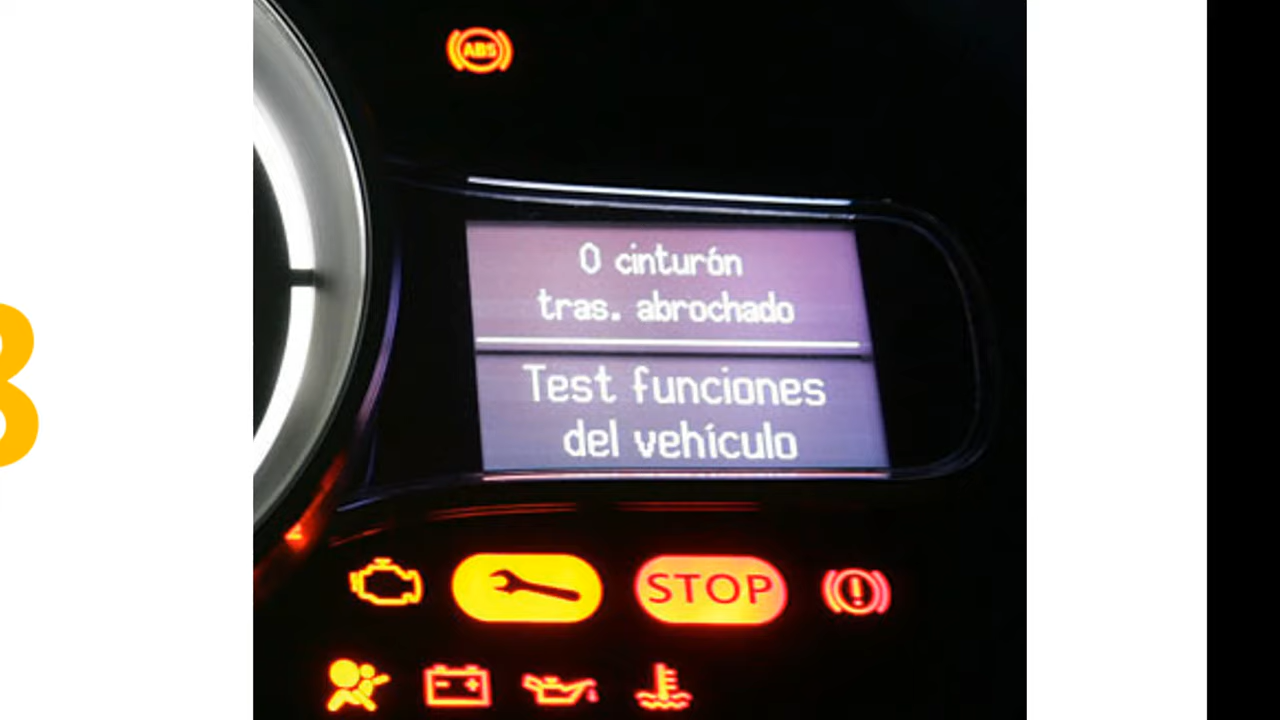 ABS
0 cinturón
tras. abrochado
Test funciones
del vehículo
STOP